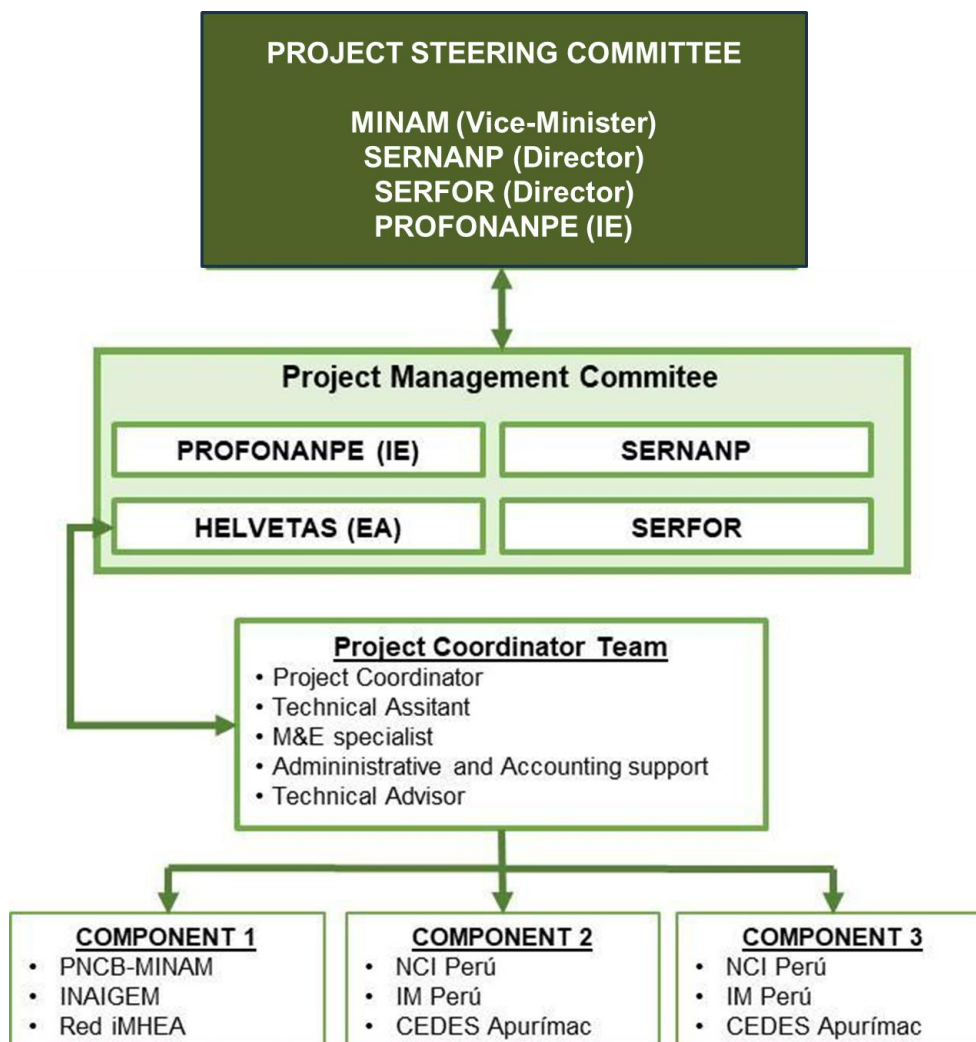 PROJECT STEERING COMMITTEE
MINAM (Vice-Minister)
SERNANP (Director)
SERFOR (Director)
PROFONANPE (IE)
Project Management Commitee
PROFONANPE (IE)
SERNANP
HELVETAS (EA)
SERFOR
Project Coordinator Team
• Project Coordinator
• Technical Assitant
• M&E specialist
• Admininistrative and Accounting support
• Technical Advisor
COMPONENT 1
• PNCB-MINAM
• INAIGEM
• Red iMHEA
COMPONENT 2
• NCI Perú
• IM Perú
• CEDES Apurímac
COMPONENT 3
• NCI Perú
• IM Perú
• CEDES Apurímac